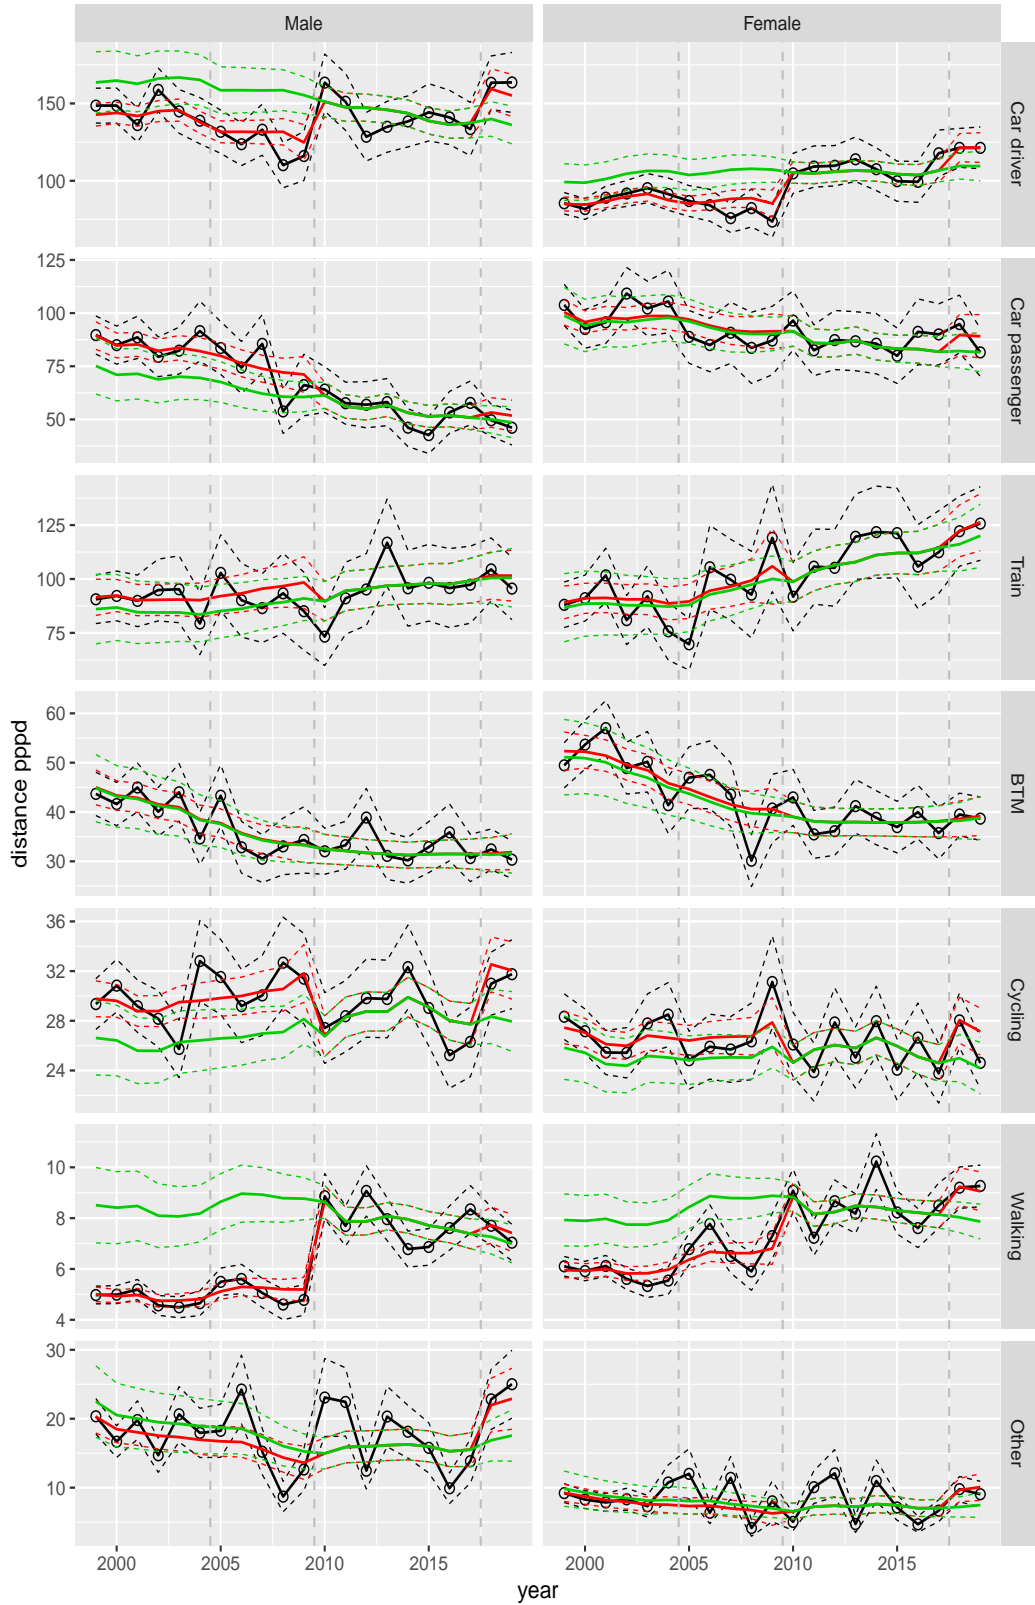 Male Female
150
100
Car driver
125
100
75
50
Car passenger
125
100
75
Train
60
50
40
30
BTM
36
32
28
24
Cycling
10
8
6
4
Walking
30
20
10
Other
2000 2005 2010 2015 2000 2005 2010 2015
year
distance pppd